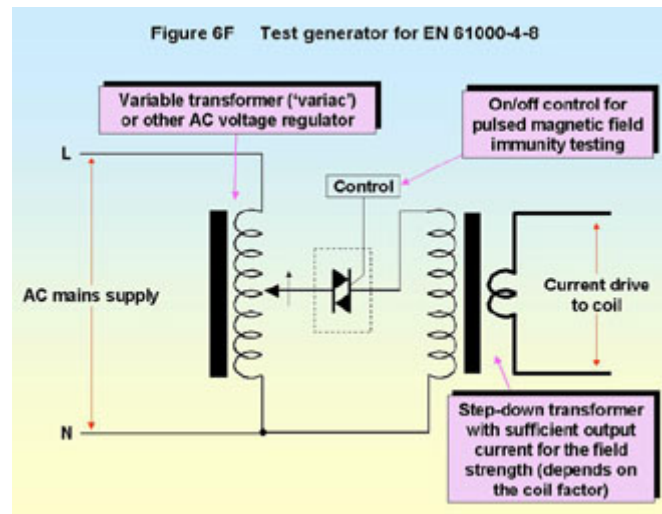 Figure 6F Test generator for EN 61000-4-8
Variable transformer ('variac')
or other AC voltage regulator
On/off control for
pulsed magnetic field
immunity testing
L
Control
AC mains supply
Current drive
to coil
N
Step-down transformer
with sufficient output
current for the field
strength (depends on
the coil factor)